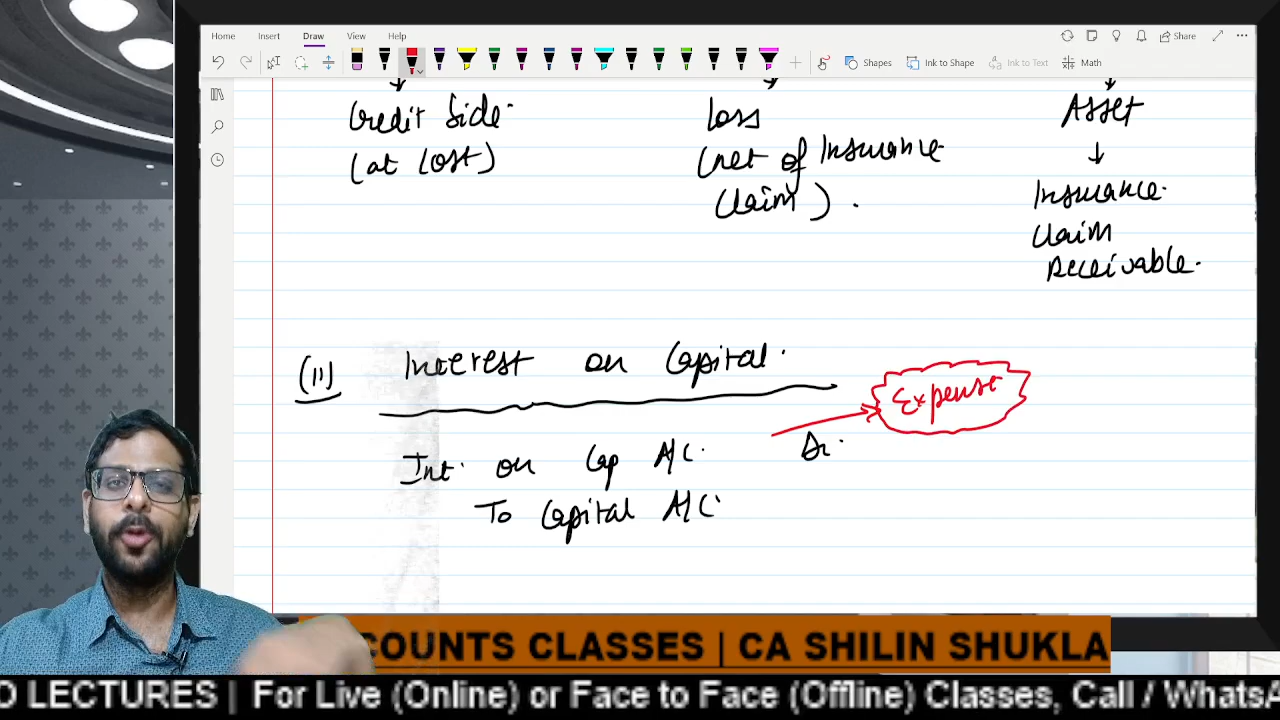 Home Insert Draw View Help
Share
Shapes Ink to Shape Ink to Text Math
Credit Side.
(at Cost)
Loss
(net of Insurance
Claim).
Asset
Insurance.
Claim
Receivable.
(11) Interest on Capital.
Expense
Int. on Cap A/c. Dr.
To Capital A/c
COUNTS CLASSES | CA SHILIN SHUKLA
O LECTURES | For Live (Online) or Face to Face (Offline) Classes, Call / WhatsA